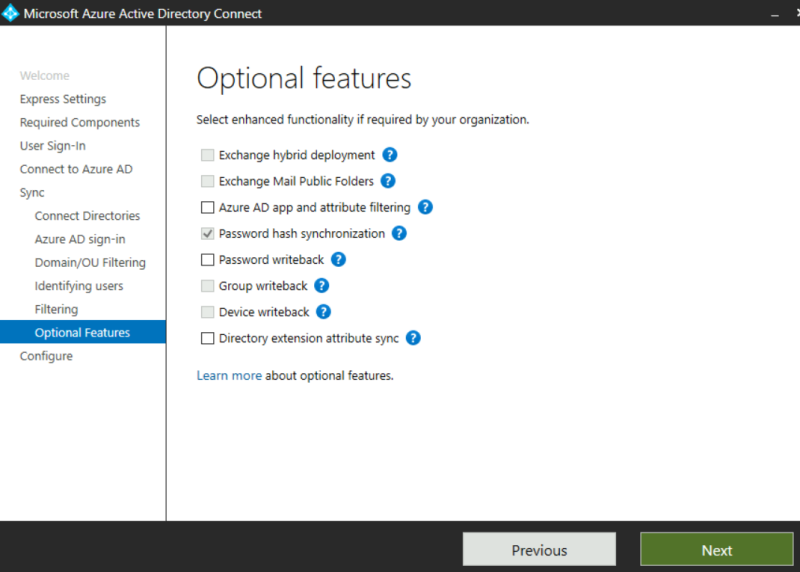 Microsoft Azure Active Directory Connect
Welcome
Express Settings
Required Components
User Sign-In
Connect to Azure AD
Sync
Connect Directories
Azure AD sign-in
Domain/OU Filtering
Identifying users
Filtering
Optional Features
Configure
Optional features
Select enhanced functionality if required by your organization.
Exchange hybrid deployment ?
Exchange Mail Public Folders ?
Azure AD app and attribute filtering ?
Password hash synchronization ?
Password writeback ?
Group writeback ?
Device writeback ?
Directory extension attribute sync ?
Learn more about optional features.
Previous Next